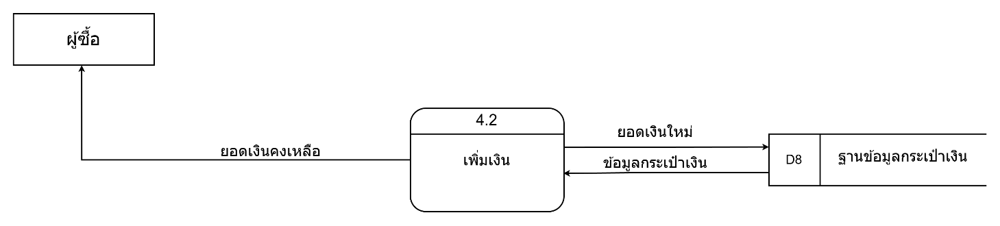 ผู้ซื้อ
4.2
ยอดเงินใหม่
ยอดเงินคงเหลือ
เพิ่มเงิน
ข้อมูลกระเป๋าเงิน
D8
ฐานข้อมูลกระเป๋าเงิน